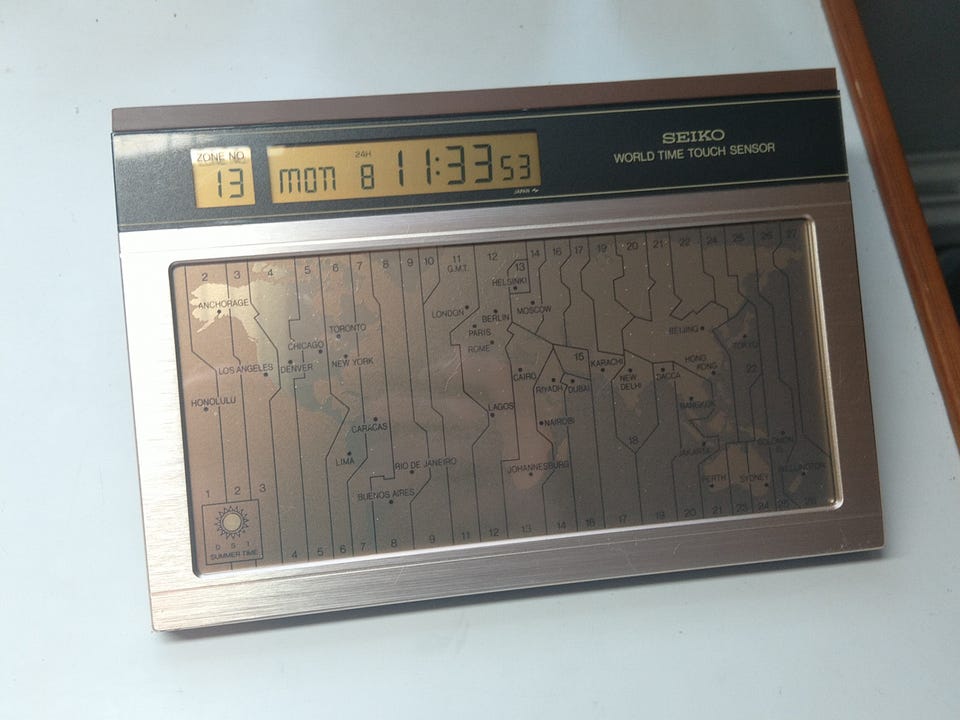 SEIKO
WORLD TIME TOUCH SENSOR
ZONE NO.
13
24H
MON 8 11:33 53
JAPAN
2 3 4 5 6 7 8 9 10 11 12 13 14 16 17 19 20 21 22 24 25 26 27
G.M.T.
HELSINKI
ANCHORAGE
LONDON
BERLIN
MOSCOW
TORONTO
PARIS
BEIJING
CHICAGO
ROME
TOKYO
NEW YORK
15
LOS ANGELES
DENVER
CAIRO
RIYADH
DUBAI
KARACHI
NEW
DELHI
DACCA
HONG
KONG
22
HONOLULU
LAGOS
BANGKOK
CARACAS
NAIROBI
18
SOLOMON IS.
JAKARTA
LIMA
RIO DE JANEIRO
JOHANNESBURG
WELLINGTON
BUENOS AIRES
PERTH
SYDNEY
1 2 3
D S T
SUMMER TIME
4 5 6 7 8 9 11 12 13 14 16 17 19 20 21 23 24 25 26